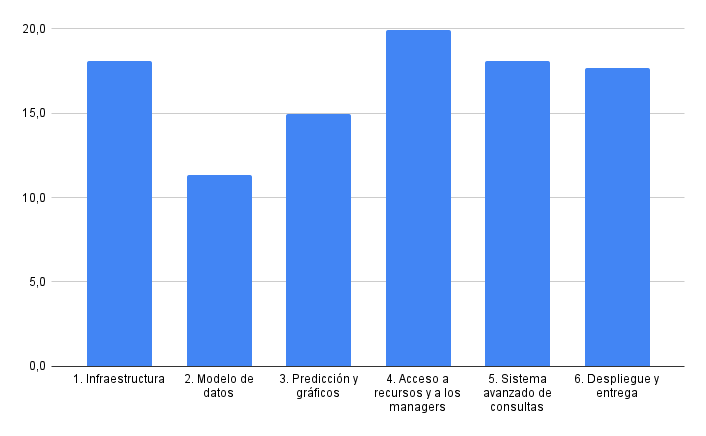 20,0
15,0
10,0
5,0
0,0
1. Infraestructura
2. Modelo de
datos
3. Predicción y
gráficos
4. Acceso a
recursos y a los
managers
5. Sistema
avanzado de
consultas
6. Despliegue y
entrega